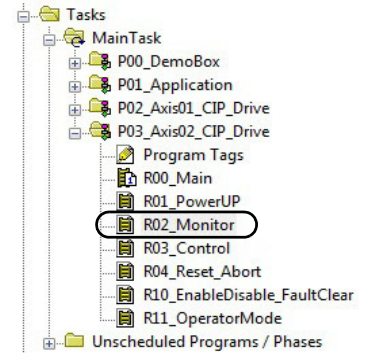 Tasks
MainTask
P00_DemoBox
P01_Application
P02_Axis01_CIP_Drive
P03_Axis02_CIP_Drive
Program Tags
R00_Main
R01_PowerUP
R02_Monitor
R03_Control
R04_Reset_Abort
R10_EnableDisable_FaultClear
R11_OperatorMode
Unscheduled Programs / Phases